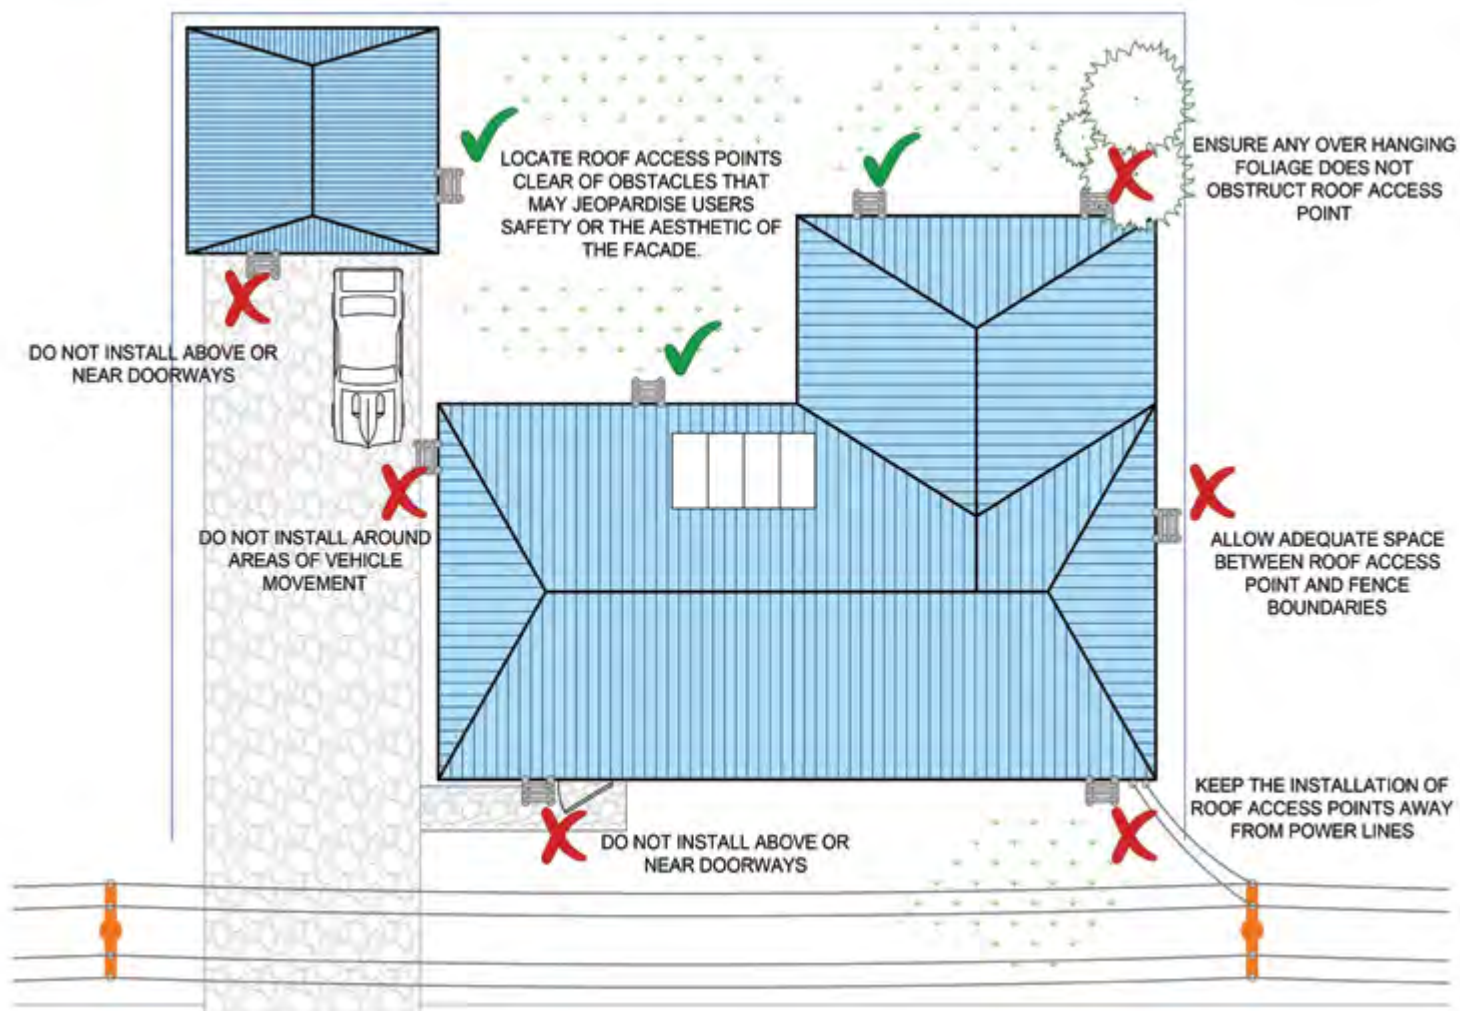 LOCATE ROOF ACCESS POINTS
CLEAR OF OBSTACLES THAT
MAY JEOPARDISE USERS
SAFETY OR THE AESTHETIC OF
THE FACADE.
ENSURE ANY OVER HANGING
FOLIAGE DOES NOT
OBSTRUCT ROOF ACCESS
POINT
DO NOT INSTALL ABOVE OR
NEAR DOORWAYS
DO NOT INSTALL AROUND
AREAS OF VEHICLE
MOVEMENT
ALLOW ADEQUATE SPACE
BETWEEN ROOF ACCESS
POINT AND FENCE
BOUNDARIES
KEEP THE INSTALLATION OF
ROOF ACCESS POINTS AWAY
FROM POWER LINES
DO NOT INSTALL ABOVE OR
NEAR DOORWAYS